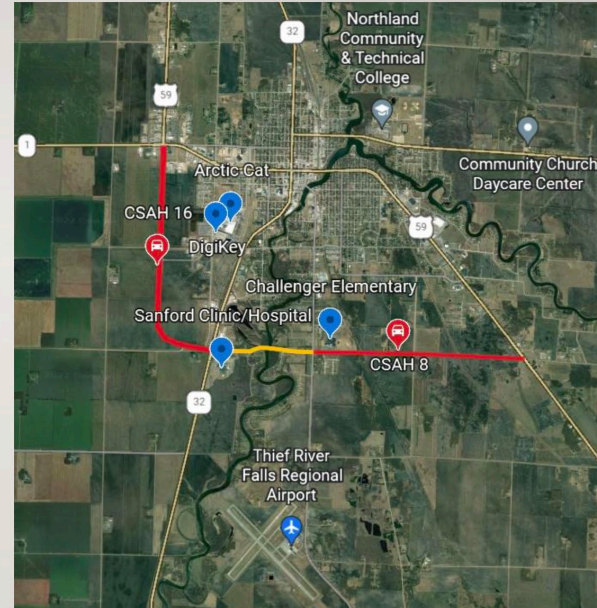 Northland
Community
& Technical
College
32
59
1
Community Church
Daycare Center
Arctic Cat
CSAH 16
DigiKey
59
Challenger Elementary
Sanford Clinic/Hospital
CSAH 8
32
Thief River
Falls Regional
Airport